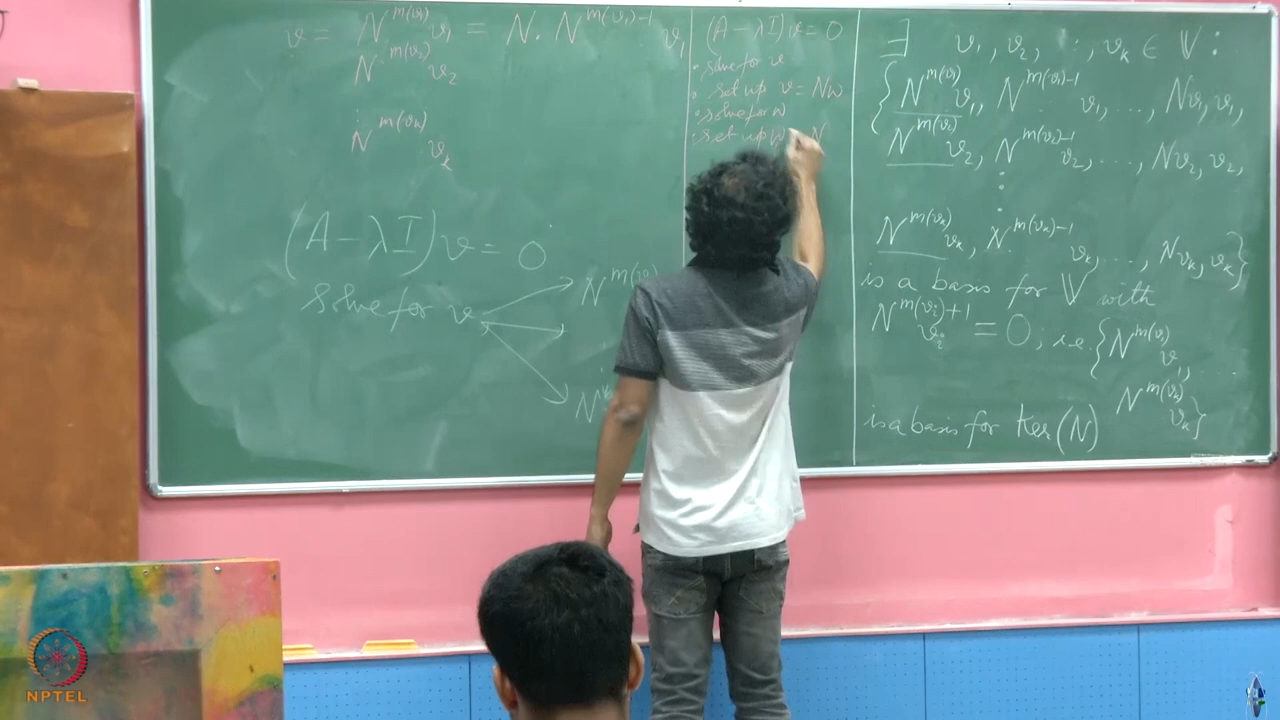 v = N^{m(v_1)} v_1 = N. N^{m(v_1)-1} v_1
N^{m(v_2)} v_2
⋮
N^{m(v_k)} v_k
(A - λI) v = 0
solve for v
N^{m(v_1)}
(A - λI) v = 0
· solve for v
· set up v = Nw
· solve for w
· set up w = N
∃ v_1, v_2, …, v_k ∈ V :
{N^{m(v_1)} v_1, N^{m(v_1)-1} v_1, …, Nv_1, v_1,
N^{m(v_2)} v_2, N^{m(v_2)-1} v_2, …, Nv_2, v_2,
⋮
N^{m(v_k)} v_k, N^{m(v_k)-1} v_k, …, Nv_k, v_k}
is a basis for V with
N^{m(v_i)+1} v_i = 0; i.e. {N^{m(v_1)} v_1, …
N^{m(v_k)} v_k}
is a basis for Ker(N)
NPTEL